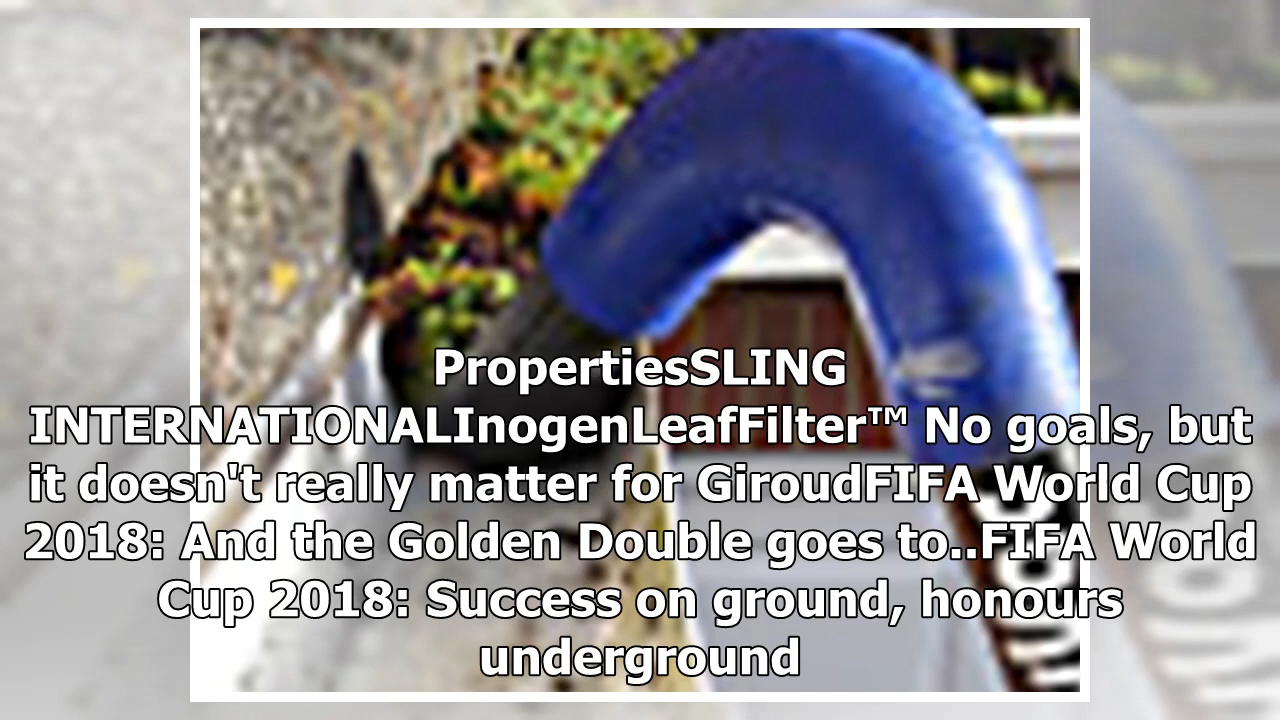 PropertiesSLING
INTERNATIONALInogenLeafFilter™ No goals, but
it doesn't really matter for GiroudFIFA World Cup
2018: And the Golden Double goes to..FIFA World
Cup 2018: Success on ground, honours
underground